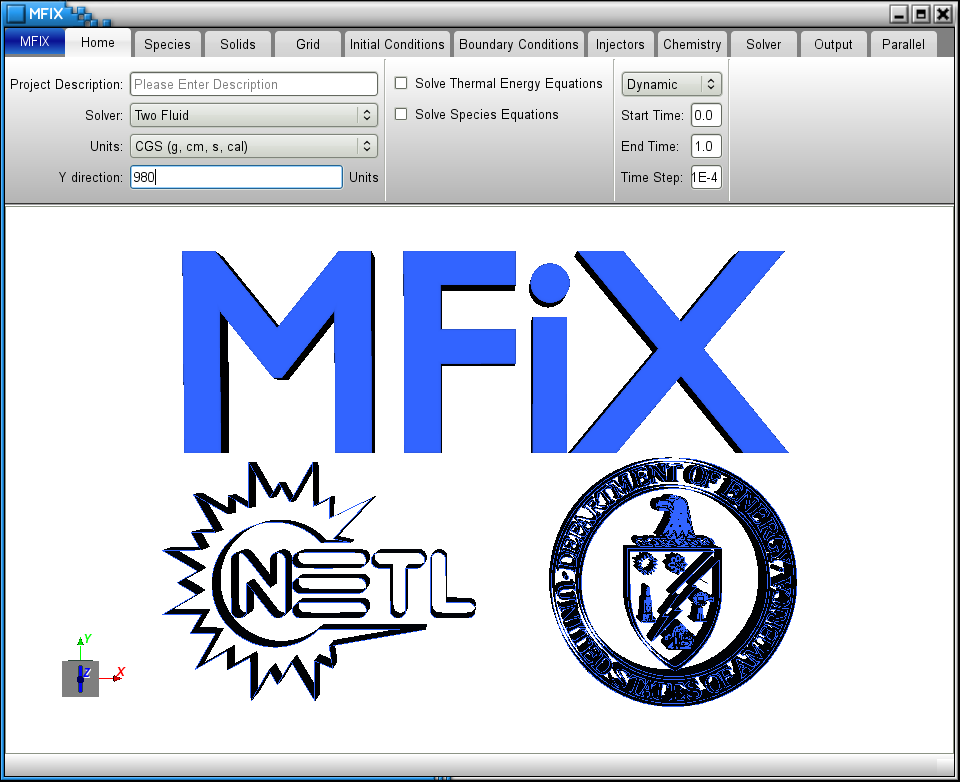 MFIX
MFIX Home Species Solids Grid Initial Conditions Boundary Conditions Injectors Chemistry Solver Output Parallel
Project Description: Please Enter Description
Solver: Two Fluid
Units: CGS (g, cm, s, cal)
Y direction: 980 Units
Solve Thermal Energy Equations
Solve Species Equations
Dynamic
Start Time: 0.0
End Time: 1.0
Time Step: 1E-4
MFiX
NETL
DEPARTMENT OF ENERGY
UNITED STATES OF AMERICA
Y
Z
X